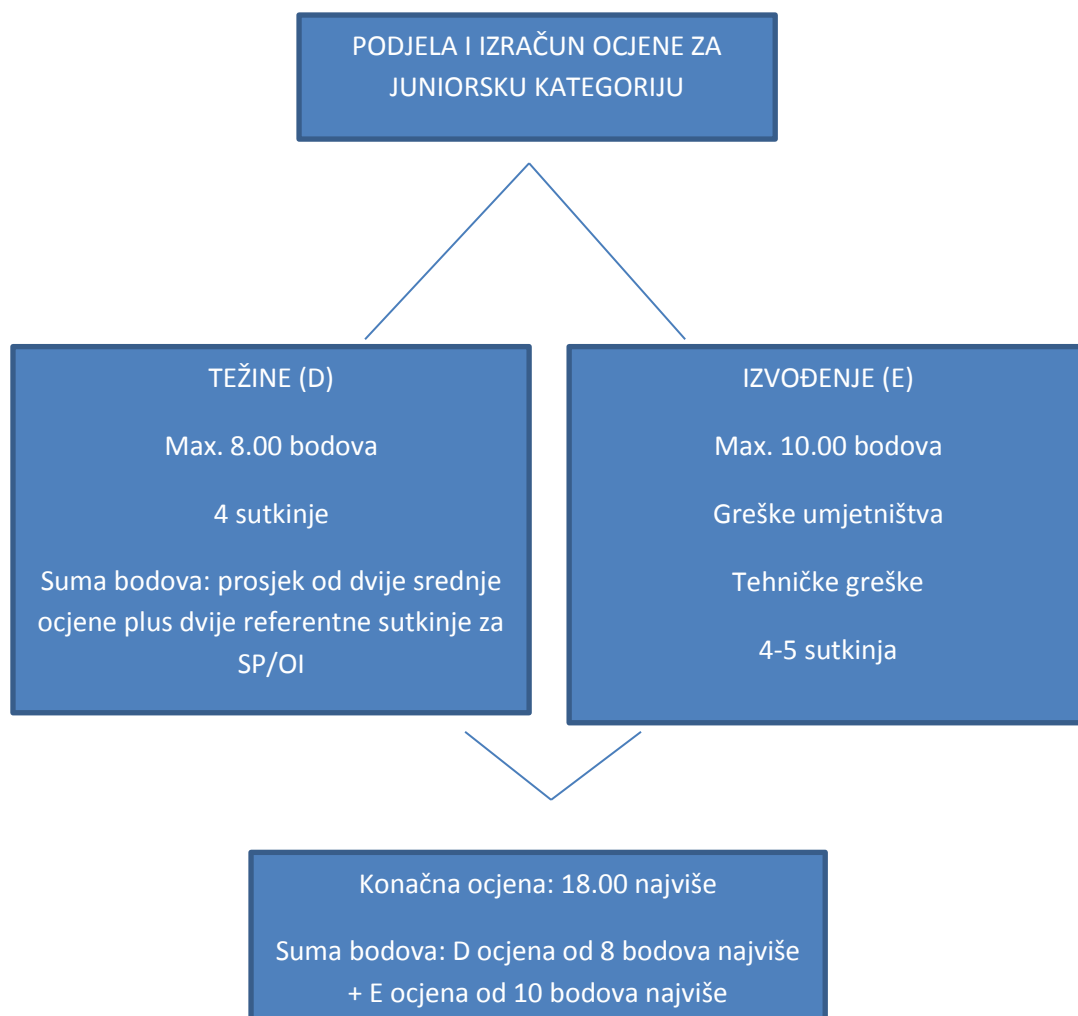 PODJELA I IZRAČUN OCJENE ZA
JUNIORSKU KATEGORIJU
TEŽINE (D)
Max. 8.00 bodova
4 sutkinje
Suma bodova: prosjek od dvije srednje
ocjene plus dvije referentne sutkinje za
SP/OI
IZVOĐENJE (E)
Max. 10.00 bodova
Greške umjetništva
Tehničke greške
4-5 sutkinja
Konačna ocjena: 18.00 najviše
Suma bodova: D ocjena od 8 bodova najviše
+ E ocjena od 10 bodova najviše